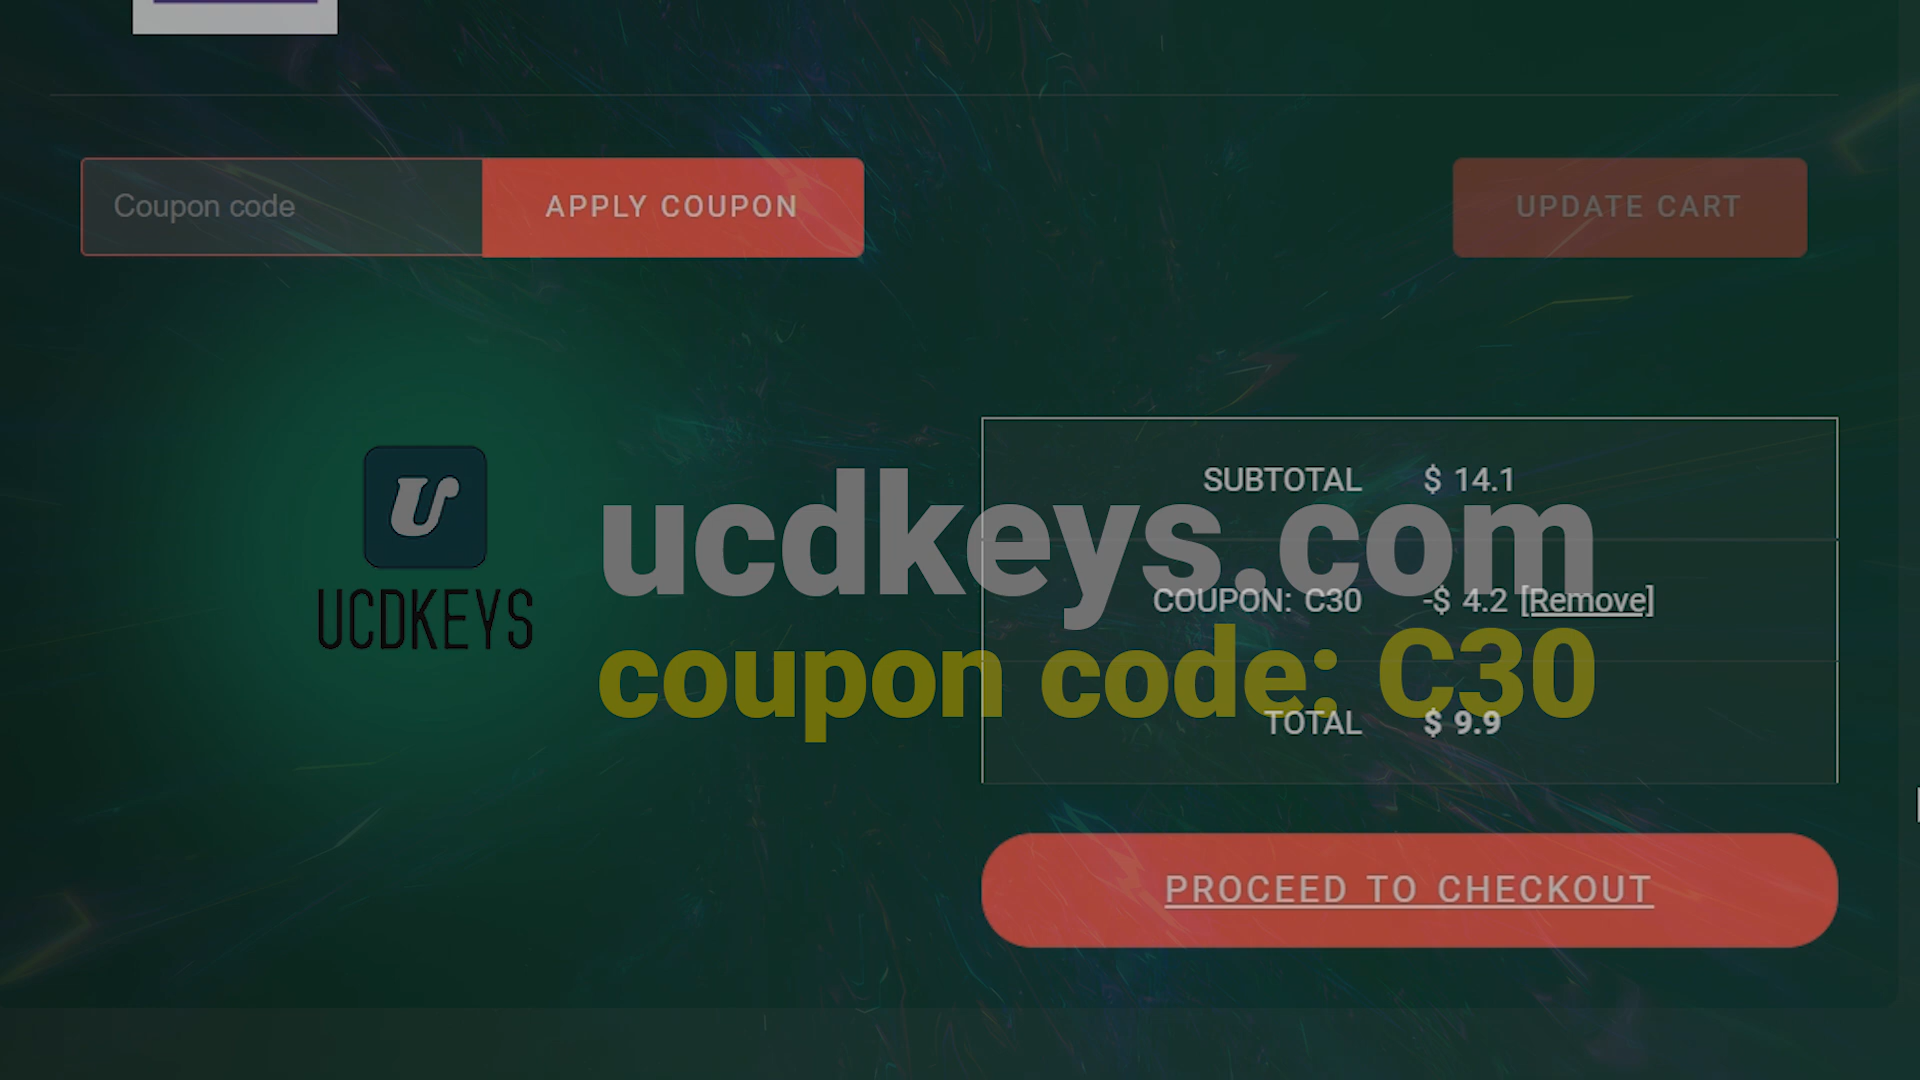 Coupon code
APPLY COUPON
UPDATE CART
U
UCDKEYS
ucdkeys.com
coupon code: C30
SUBTOTAL $ 14.1
COUPON: C30 -$ 4.2 [Remove]
TOTAL $ 9.9
PROCEED TO CHECKOUT